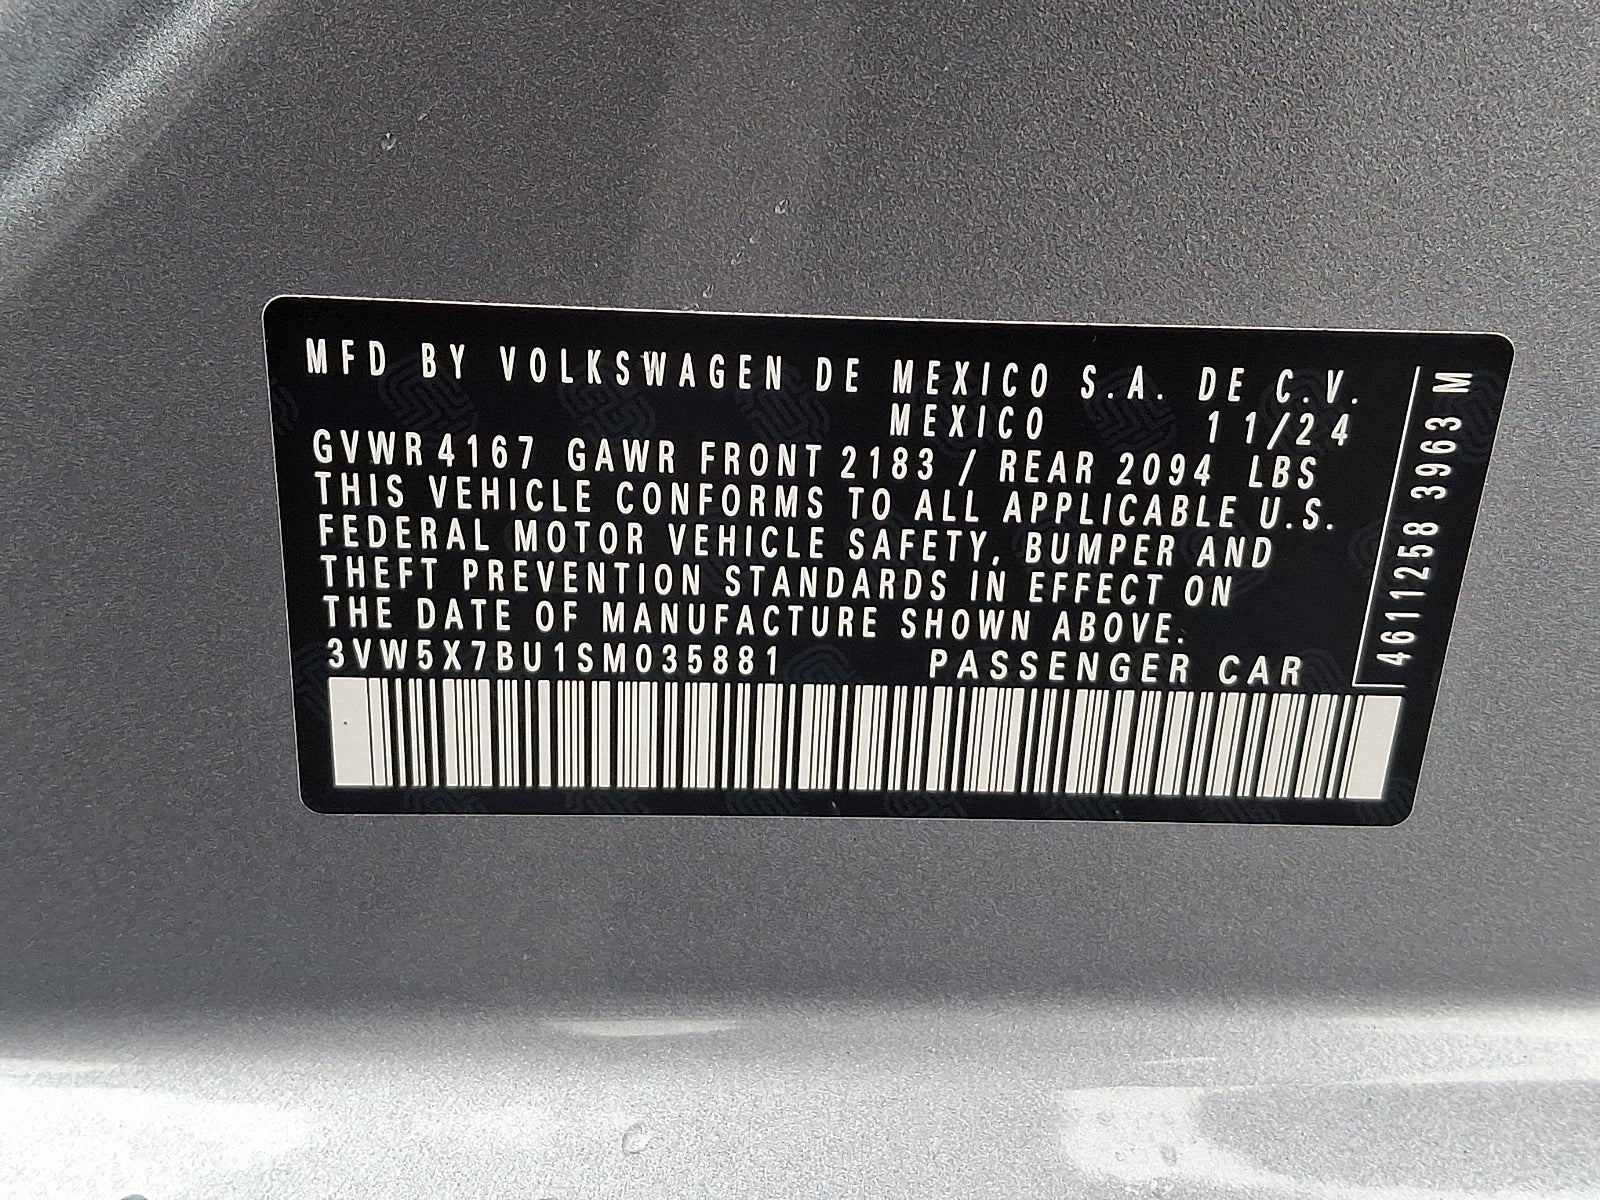 MFD BY VOLKSWAGEN DE MEXICO S.A. DE C.V.
MEXICO 11/24
GVWR 4167 GAWR FRONT 2183 / REAR 2094 LBS
THIS VEHICLE CONFORMS TO ALL APPLICABLE U.S.
FEDERAL MOTOR VEHICLE SAFETY, BUMPER AND
THEFT PREVENTION STANDARDS IN EFFECT ON
THE DATE OF MANUFACTURE SHOWN ABOVE.
3VW5X7BU1SM035881 PASSENGER CAR
4611258 3963 M